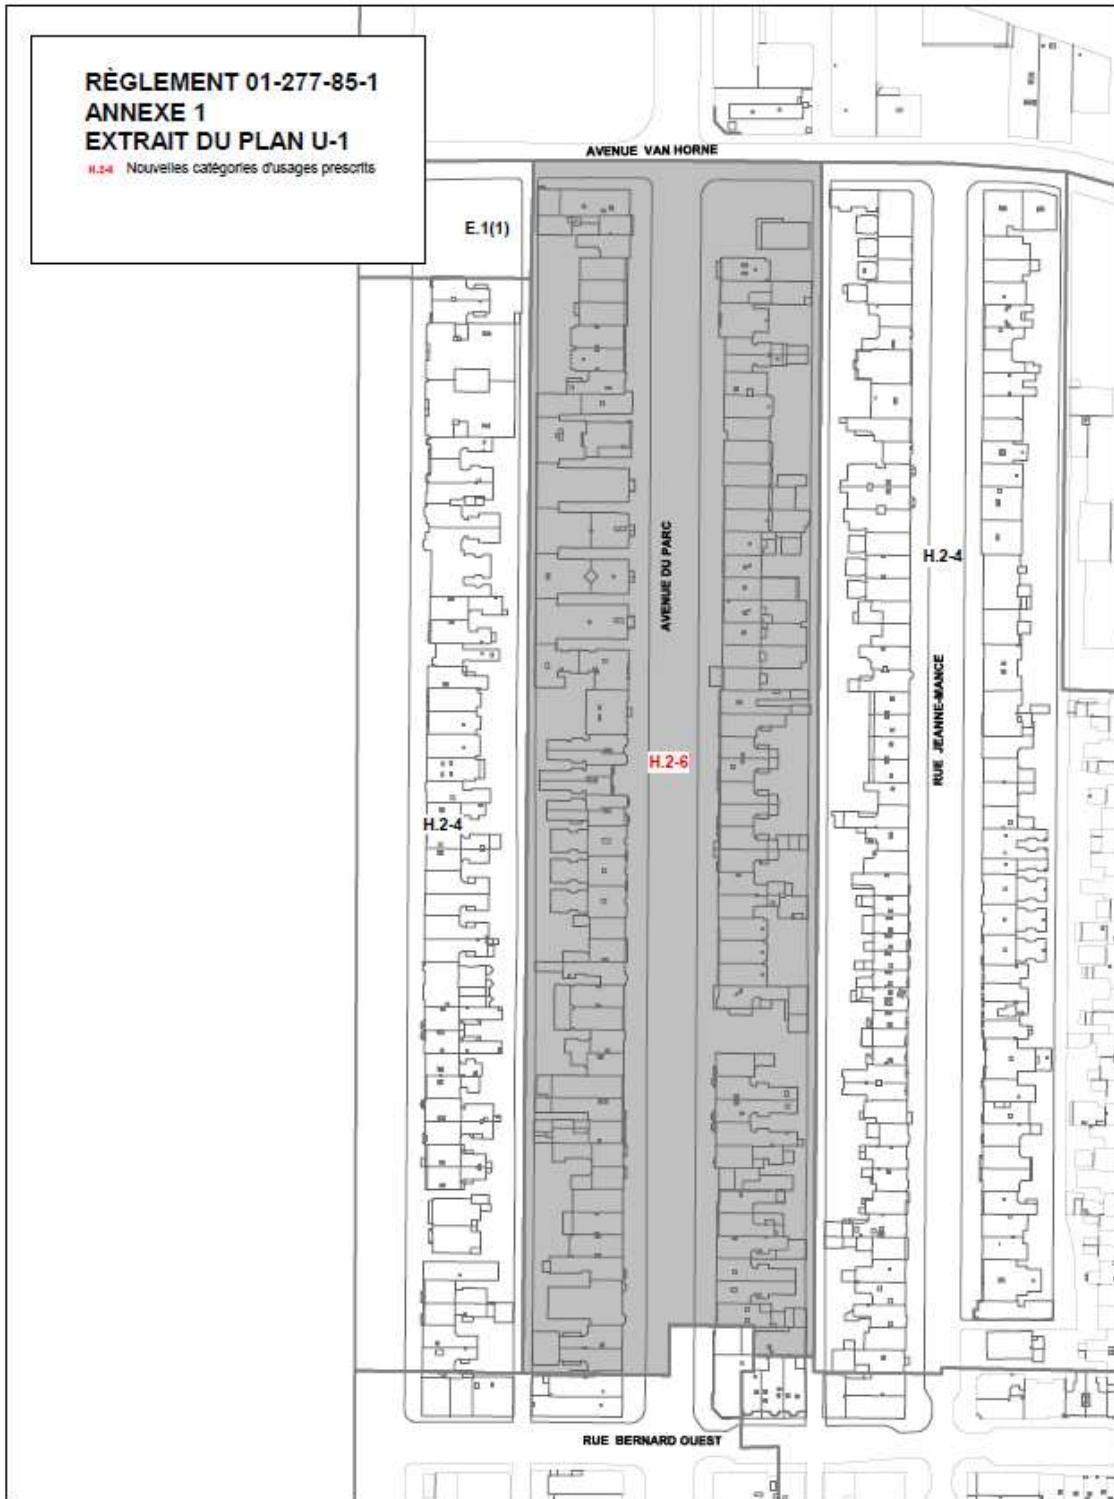 RÈGLEMENT 01-277-85-1
ANNEXE 1
EXTRAIT DU PLAN U-1
H.2-6 Nouvelles catégories d'usages prescrits
AVENUE VAN HORNE
E.1(1)
AVENUE DU PARC
H.2-4
RUE JEANNE-MANCE
H.2-6
H.2-4
RUE BERNARD OUEST